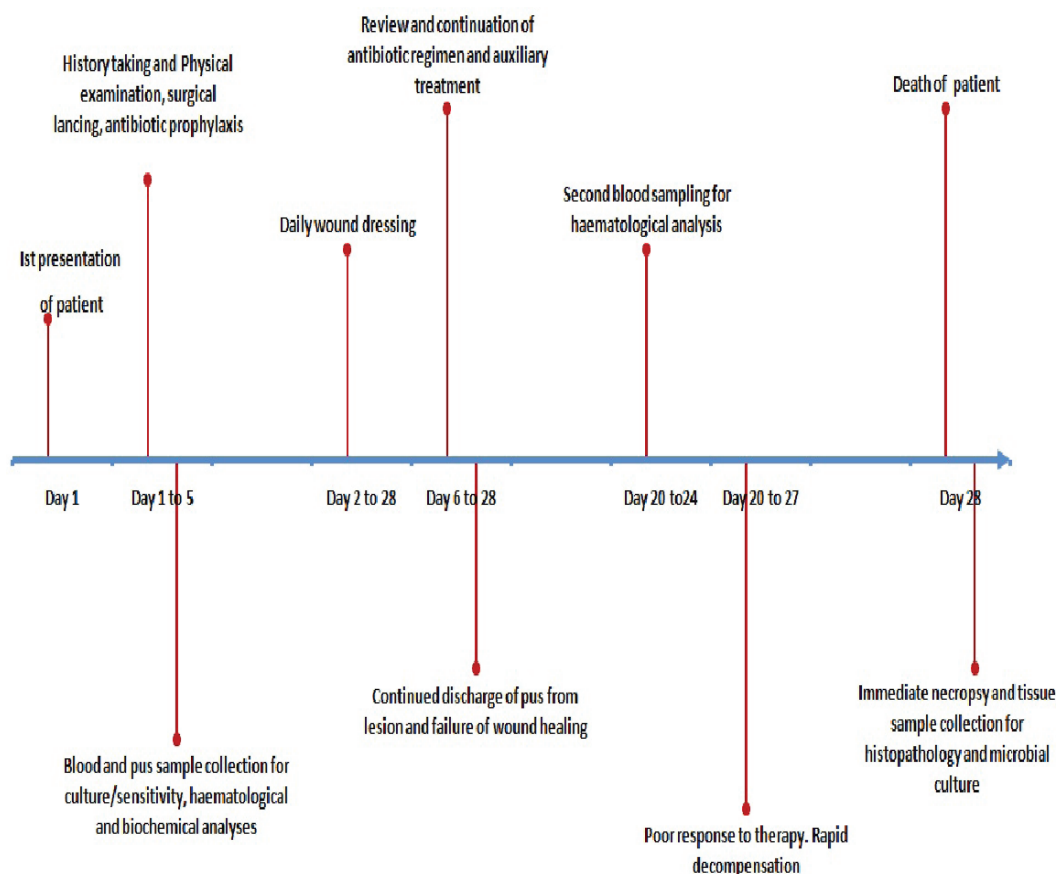 Review and continuation of
antibiotic regimen and auxiliary
treatment
History taking and Physical
examination, surgical
lancing, antibiotic prophylaxis
Death of patient
Second blood sampling for
haematological analysis
Daily wound dressing
Ist presentation
of patient
Day 1
Day 1 to 5
Day 2 to 28
Day 6 to 28
Day 20 to24
Day 20 to 27
Day 28
Continued discharge of pus from
lesion and failure of wound healing
Immediate necropsy and tissue
sample collection for
histopathology and microbial
culture
Blood and pus sample collection for
culture/sensitivity, haematological
and biochemical analyses
Poor response to therapy. Rapid
decompensation